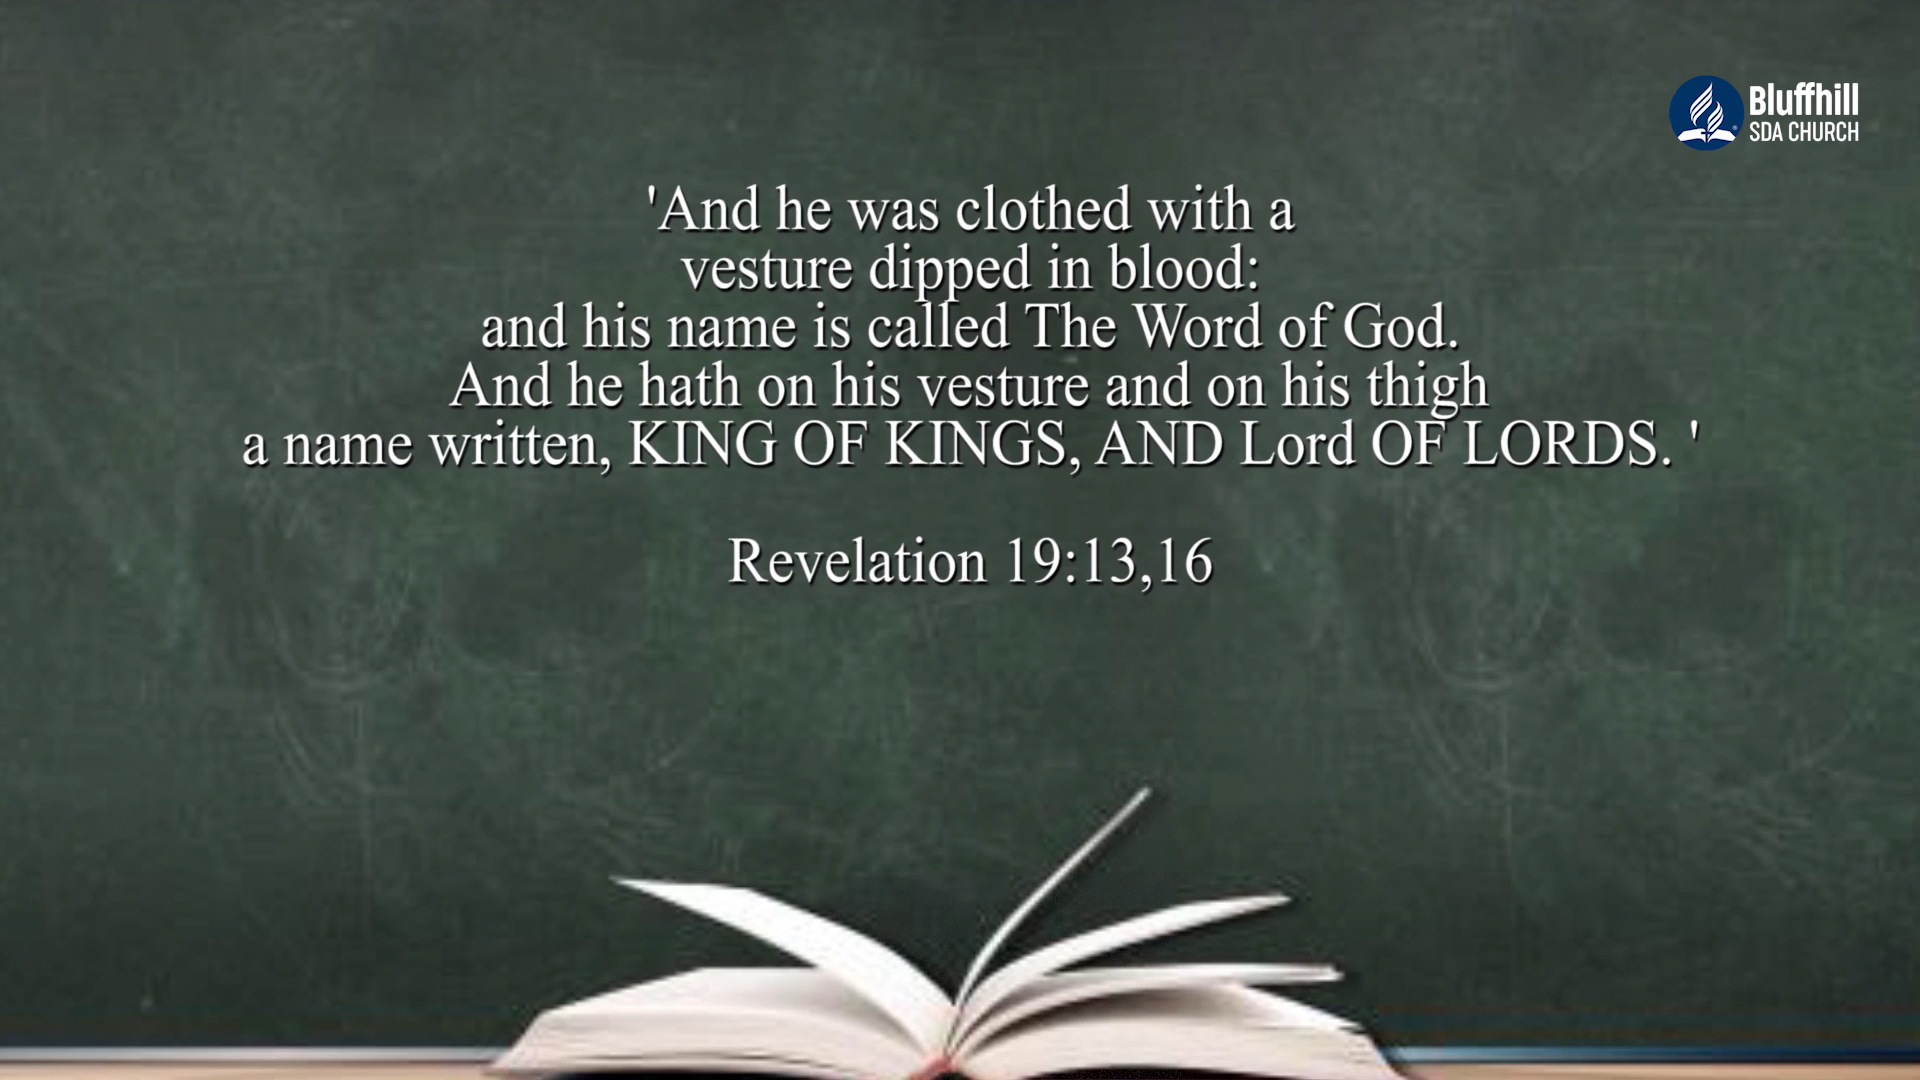 Bluffhill
SDA CHURCH
'And he was clothed with a
vesture dipped in blood:
and his name is called The Word of God.
And he hath on his vesture and on his thigh
a name written, KING OF KINGS, AND Lord OF LORDS. '
Revelation 19:13,16